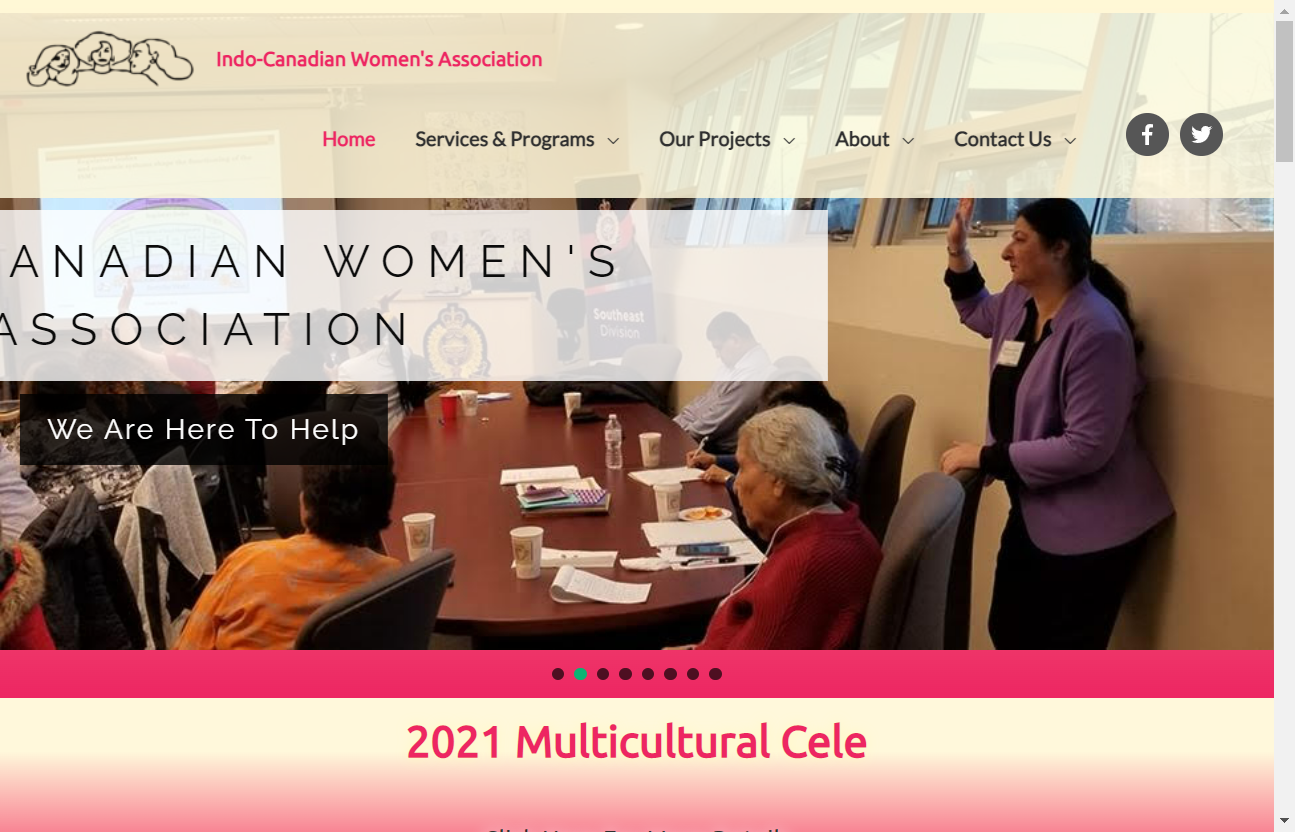 Indo-Canadian Women's Association
Home
Services & Programs
Our Projects
About
Contact Us
ANADIAN WOMEN'S
ASSOCIATION
Southeast
Division
We Are Here To Help
2021 Multicultural Cele